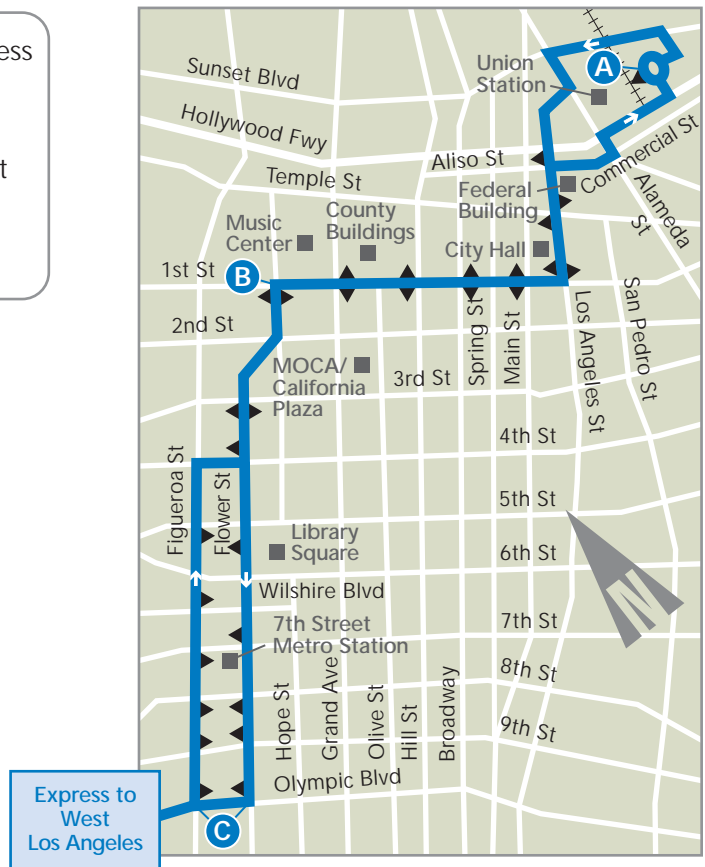 ess
t
Union
Station
A
Sunset Blvd
Hollywood Fwy
Aliso St
Commercial St
Temple St
Federal
Building
Alameda
St
Music
Center
County
Buildings
City Hall
1st St
B
2nd St
Spring St
Main St
Los Angeles St
San Pedro St
MOCA/
California
Plaza
3rd St
4th St
Figueroa St
Flower St
5th St
Library
Square
6th St
N
Wilshire Blvd
7th Street
Metro Station
7th St
8th St
Hope St
Grand Ave
Olive St
Hill St
Broadway
9th St
Olympic Blvd
Express to
West
Los Angeles
C